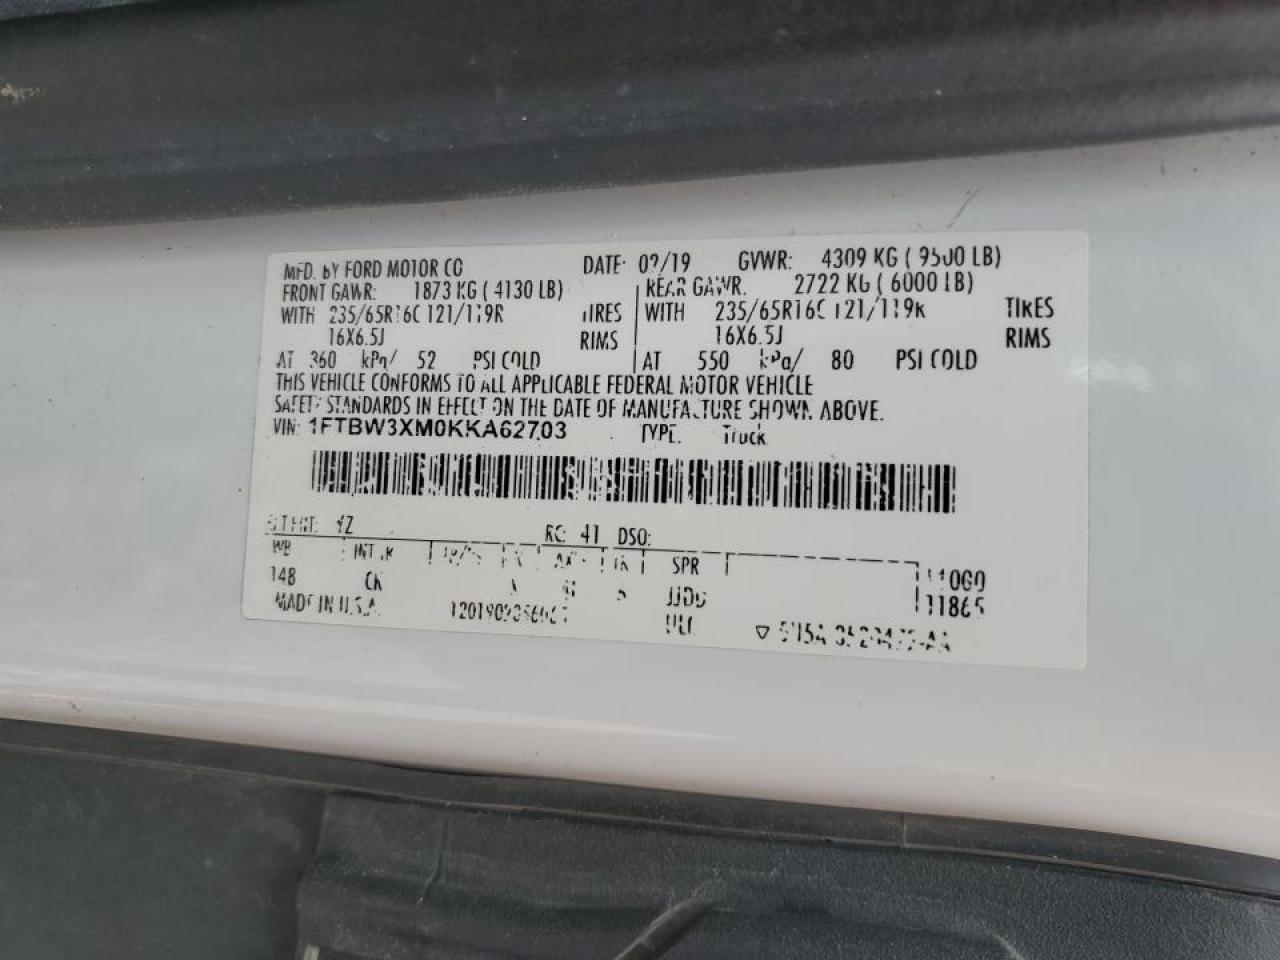 MFD. BY FORD MOTOR CO DATE: 02/19 GVWR: 4309 KG ( 9500 LB)
FRONT GAWR: 1873 KG ( 4130 LB) REAR GAWR. 2722 KG ( 6000 LB)
WITH 235/65R16C 121/119R TIRES WITH 235/65R16C 121/119R TIRES
16X6.5J RIMS 16X6.5J RIMS
AT 360 kPa/ 52 PSI COLD AT 550 kPa/ 80 PSI COLD
THIS VEHICLE CONFORMS TO ALL APPLICABLE FEDERAL MOTOR VEHICLE
SAFETY STANDARDS IN EFFECT ON THE DATE OF MANUFACTURE SHOWN ABOVE.
VIN: 1FTBW3XM0KKA62703 TYPE: Truck
YZ RC: 41 DSO:
WB SPR
148 CK
MADE IN U.S.A.